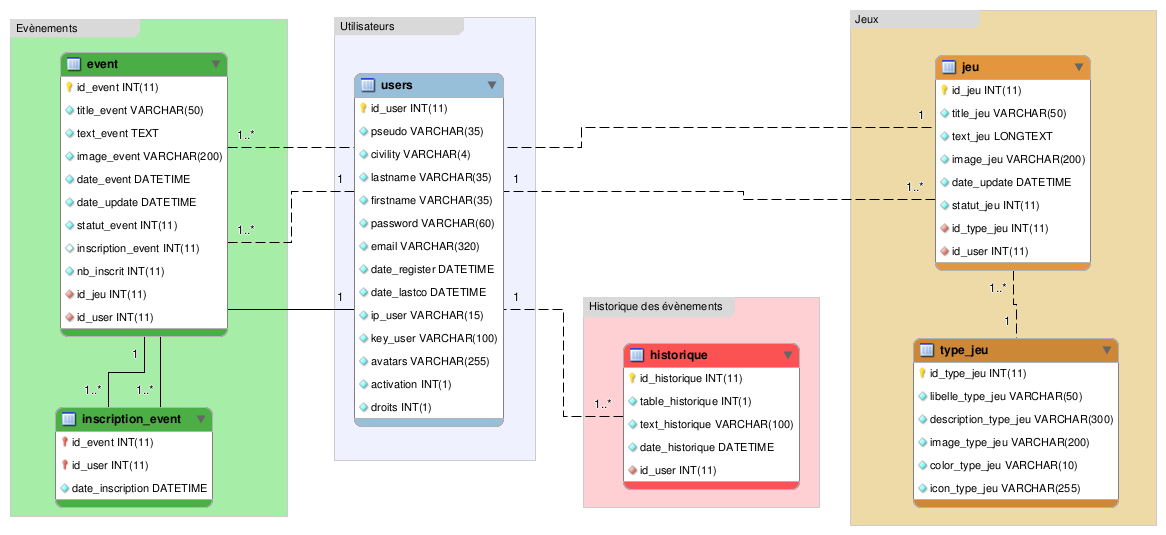 Evènements
event
id_event INT(11)
title_event VARCHAR(50)
text_event TEXT
image_event VARCHAR(200)
date_event DATETIME
date_update DATETIME
statut_event INT(11)
inscription_event INT(11)
nb_inscrit INT(11)
id_jeu INT(11)
id_user INT(11)
1..*
1..*
1
1..*
1..*
inscription_event
id_event INT(11)
id_user INT(11)
date_inscription DATETIME
Utilisateurs
users
id_user INT(11)
pseudo VARCHAR(35)
civility VARCHAR(4)
lastname VARCHAR(35)
firstname VARCHAR(35)
password VARCHAR(60)
email VARCHAR(320)
date_register DATETIME
date_lastco DATETIME
ip_user VARCHAR(15)
key_user VARCHAR(100)
avatars VARCHAR(255)
activation INT(1)
droits INT(1)
1
1
1
1
Historique des évènements
1..*
historique
id_historique INT(11)
table_historique INT(1)
text_historique VARCHAR(100)
date_historique DATETIME
id_user INT(11)
Jeux
jeu
id_jeu INT(11)
title_jeu VARCHAR(50)
text_jeu LONGTEXT
image_jeu VARCHAR(200)
date_update DATETIME
statut_jeu INT(11)
id_type_jeu INT(11)
id_user INT(11)
1
1..*
1..*
1
type_jeu
id_type_jeu INT(11)
libelle_type_jeu VARCHAR(50)
description_type_jeu VARCHAR(300)
image_type_jeu VARCHAR(200)
color_type_jeu VARCHAR(10)
icon_type_jeu VARCHAR(255)